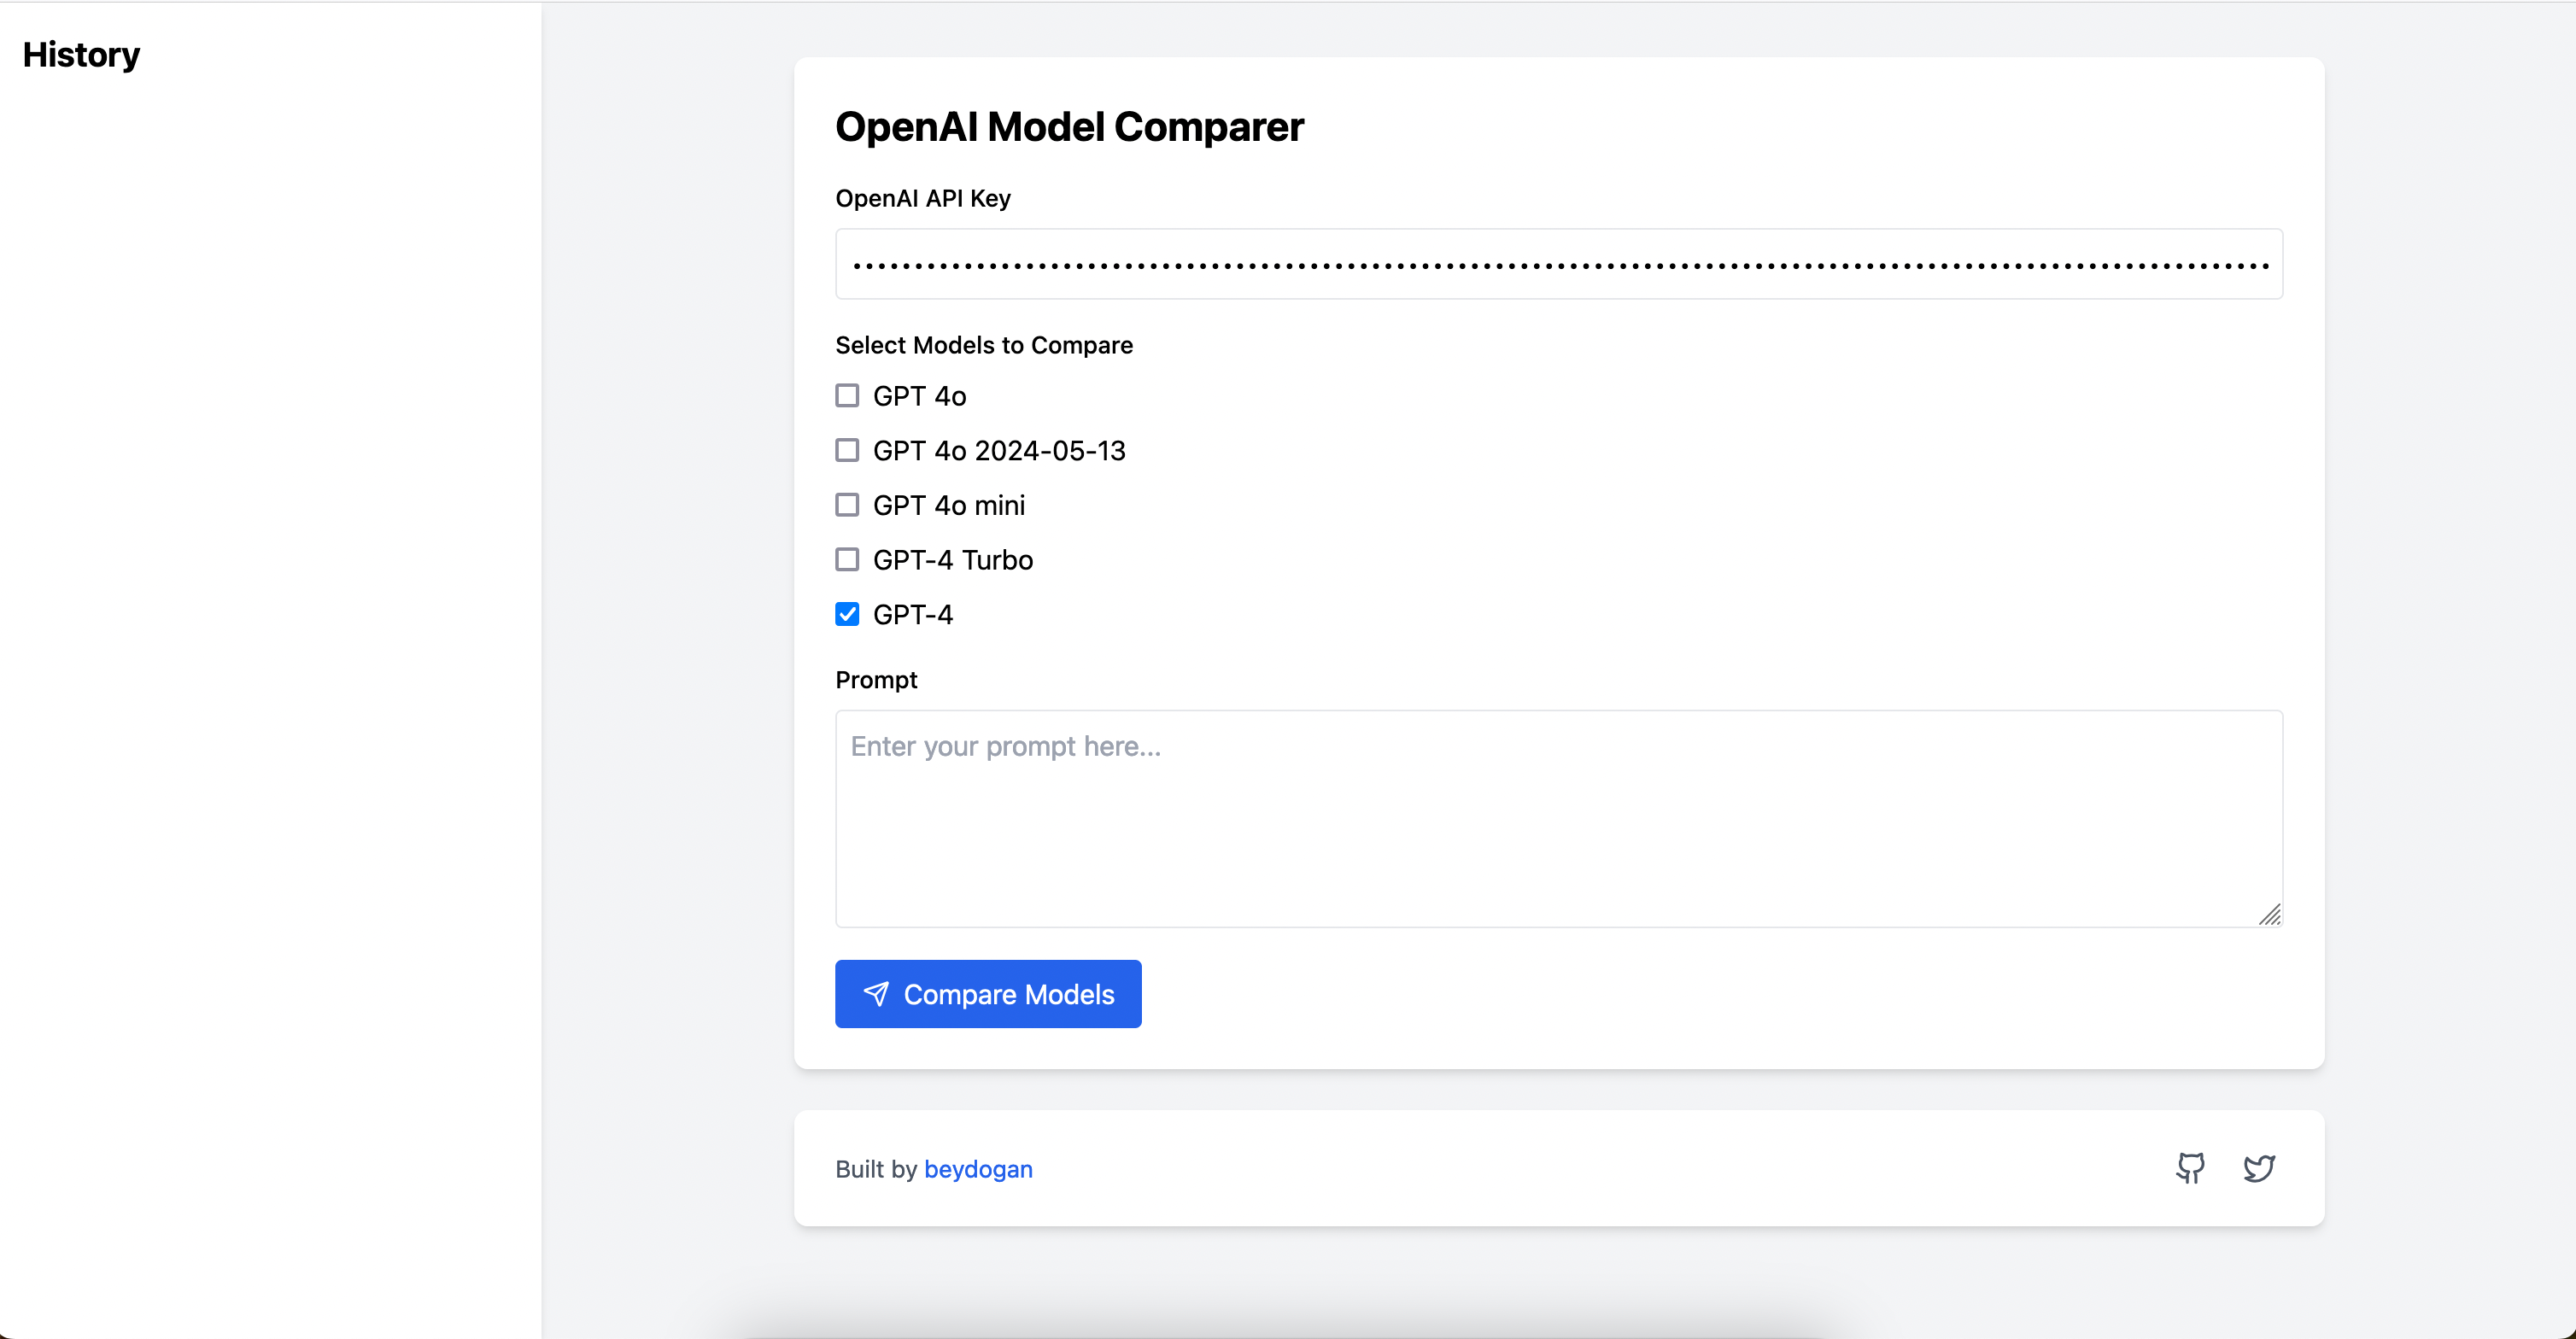 History
OpenAI Model Comparer
OpenAI API Key
Select Models to Compare
GPT 4o
GPT 4o 2024-05-13
GPT 4o mini
GPT-4 Turbo
GPT-4
Prompt
Enter your prompt here...
Compare Models
Built by beydogan